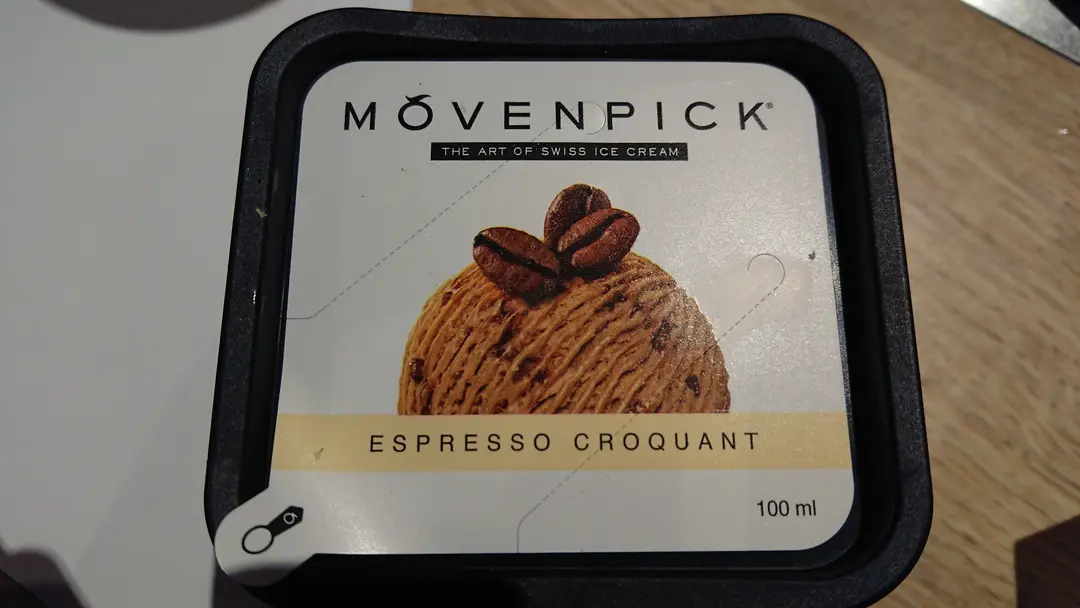 MÖVENPICK®
THE ART OF SWISS ICE CREAM
ESPRESSO CROQUANT
100 ml